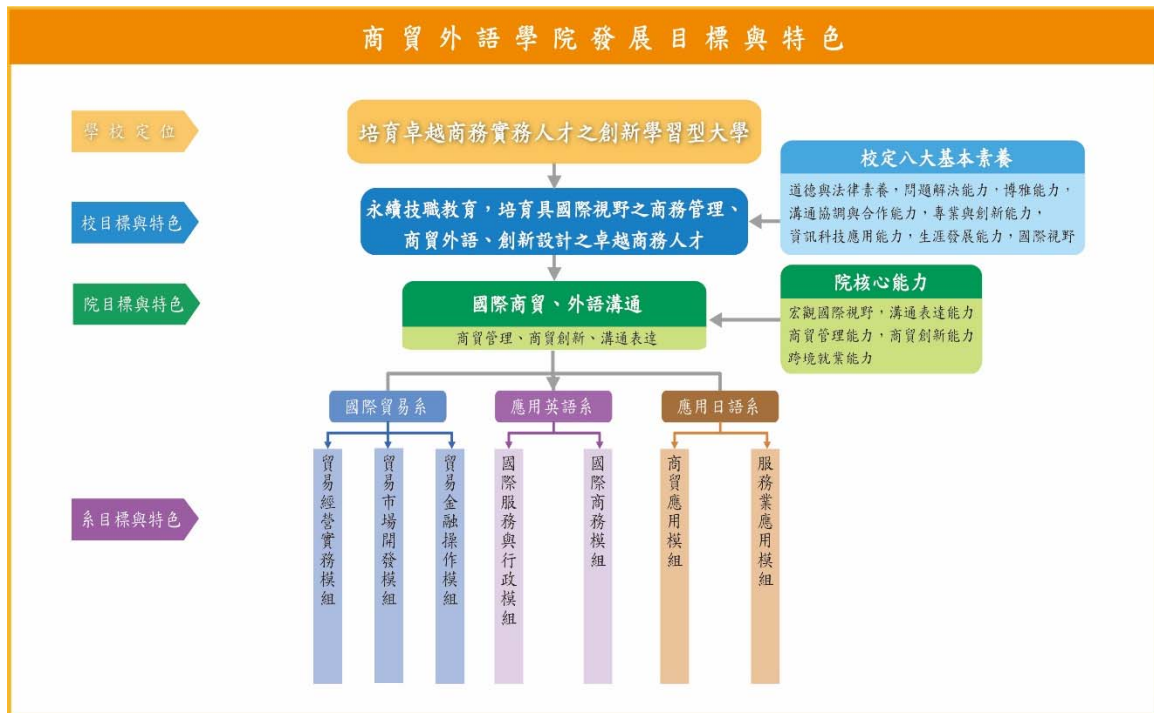 商貿外語學院發展目標與特色
學校定位
培育卓越商務實務人才之創新學習型大學
校定八大基本素養
道德與法律素養，問題解決能力，博雅能力，
溝通協調與合作能力，專業與創新能力，
資訊科技應用能力，生涯發展能力，國際視野
校目標與特色
永續技職教育，培育具國際視野之商務管理、
商貿外語、創新設計之卓越商務人才
院目標與特色
國際商貿、外語溝通
商貿管理、商貿創新、溝通表達
院核心能力
宏觀國際視野，溝通表達能力
商貿管理能力，商貿創新能力
跨境就業能力
國際貿易系
應用英語系
應用日語系
系目標與特色
貿易經營實務模組
貿易市場開發模組
貿易金融操作模組
國際服務與行政模組
國際商務模組
商貿應用模組
服務業應用模組